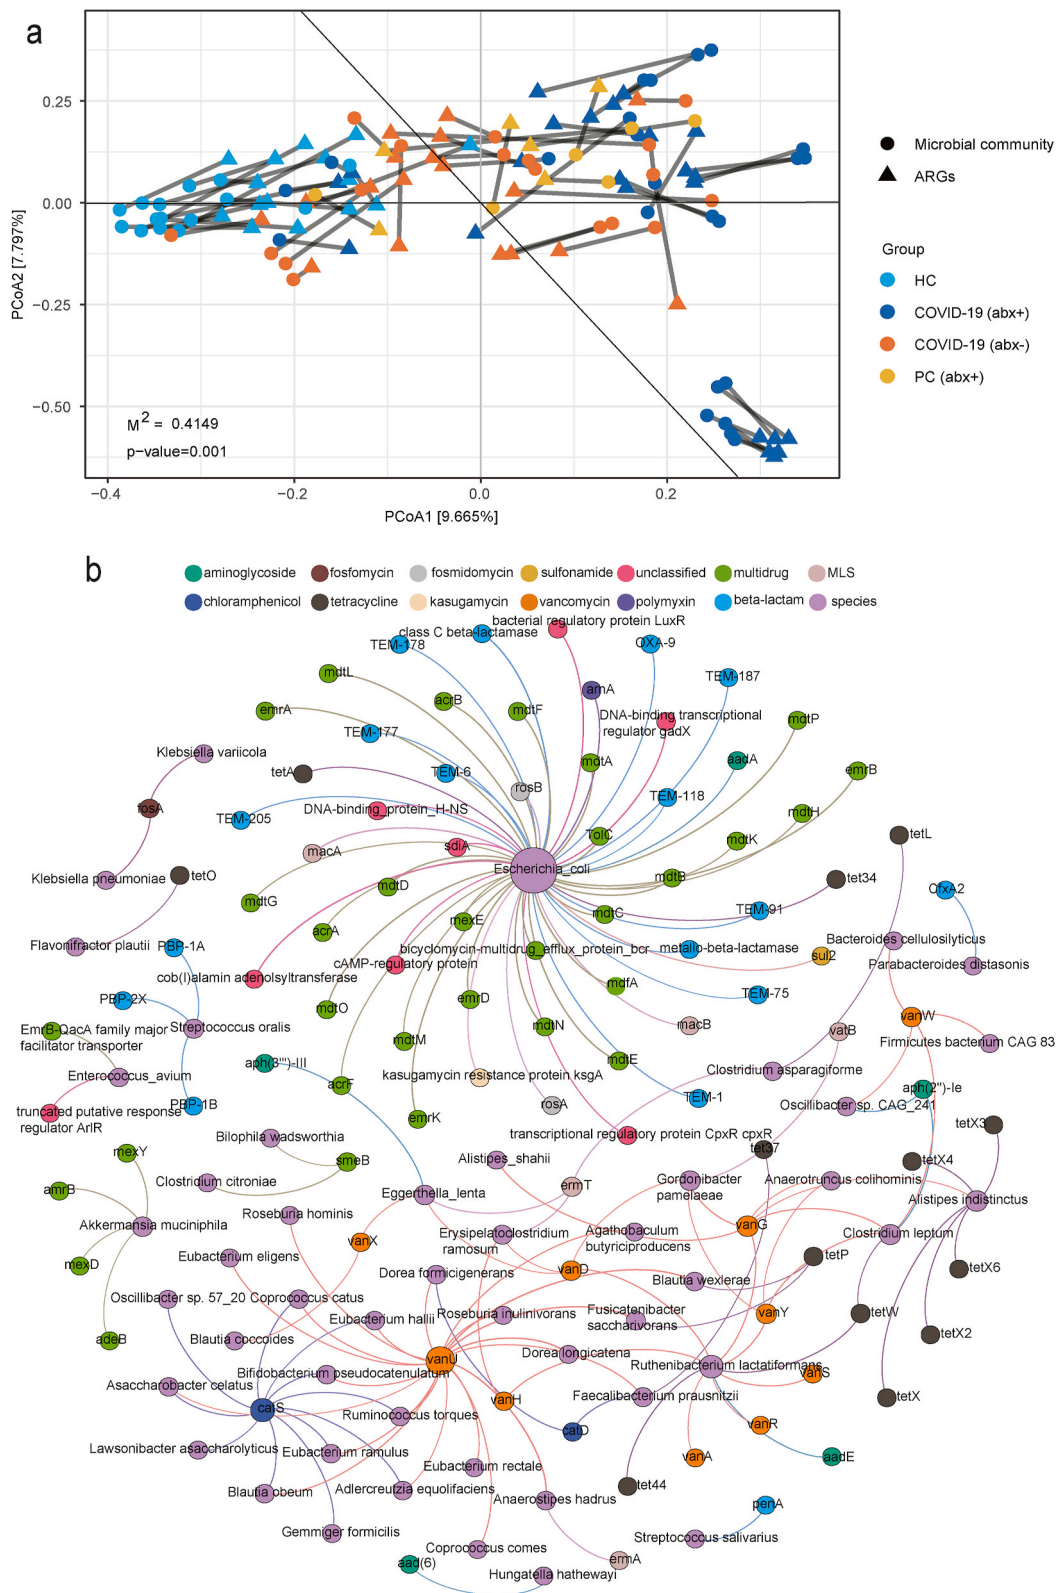 a
0.25
0.00
−0.25
−0.50
PCoA2 [7.797%]
M2 = 0.4149
p−value=0.001
−0.4
−0.2
0.0
0.2
PCoA1 [9.665%]
Microbial community
ARGs
Group
HC
COVID-19 (abx+)
COVID-19 (abx-)
PC (abx+)
b
aminoglycoside
fosfomycin
fosmidomycin
sulfonamide
unclassified
multidrug
MLS
chloramphenicol
tetracycline
kasugamycin
vancomycin
polymyxin
beta-lactam
species
bacterial regulatory protein LuxR
class C beta-lactamase
TEM-178
OXA-9
mdtL
TEM-187
arnA
acrB
emrA
mdtF
DNA-binding transcriptional
regulator gadX
mdtP
TEM-177
Klebsiella variicola
mdtA
aadA
tetA
TEM-6
emrB
rosB
TEM-118
fosA
DNA-binding_protein_H-NS
TEM-205
mdtH
TolC
tetL
mdtK
macA
sdiA
Escherichia_coli
Klebsiella pneumoniae
tetO
mdtD
mdtB
tet34
CfxA2
mdtG
mexE
mdtC
TEM-91
acrA
Flavonifractor plautii
PBP-1A
bicyclomycin-multidrug_efflux_protein_bcr
metallo-beta-lactamase
Bacteroides cellulosilyticus
cAMP-regulatory protein
sul2
Parabacteroides distasonis
cob(I)alamin adenolsyltransferase
mdfA
PBP-2X
emrD
TEM-75
mdtO
vanW
EmrB-QacA family major
facilitator transporter
Streptococcus oralis
mdtN
macB
vatB
Firmicutes bacterium CAG 83
mdtM
aph(3''')-III
mdtE
Enterococcus_avium
kasugamycin resistance protein ksgA
Clostridium asparagiforme
acrF
aph(2'')-Ie
truncated putative response
regulator ArlR
PBP-1B
rosA
TEM-1
Oscillibacter sp. CAG_241
emrK
transcriptional regulatory protein CpxR cpxR
tetX3
Bilophila wadsworthia
mexY
smeB
Alistipes_shahii
tet37
tetX4
Clostridium citroniae
ermT
Gordonibacter
pamelaeae
Anaerotruncus colihominis
amrB
Eggerthella_lenta
Alistipes indistinctus
Roseburia hominis
Akkermansia muciniphila
vanX
Erysipelatoclostridium
ramosum
Agathobaculum
butyriciproducens
vanG
Clostridium leptum
Eubacterium eligens
mexD
Dorea formicigenerans
vanD
tetP
tetX6
Blautia wexlerae
Oscillibacter sp. 57_20
Coprococcus catus
Eubacterium hallii
Roseburia inulinivorans
Fusicatenibacter
saccharivorans
vanY
tetW
adeB
Blautia coccoides
tetX2
vanU
Dorea longicatena
Ruthenibacterium lactatiformans
Bifidobacterium pseudocatenulatum
vanS
Asaccharobacter celatus
vanH
Faecalibacterium prausnitzii
tetX
catS
Ruminococcus torques
catD
vanR
Lawsonibacter asaccharolyticus
Eubacterium ramulus
vanA
aadE
Eubacterium rectale
Blautia obeum
Adlercreutzia equolifaciens
tet44
Anaerostipes hadrus
penA
Gemmiger formicilis
Streptococcus salivarius
Coprococcus comes
aad(6)
ermA
Hungatella hathewayi